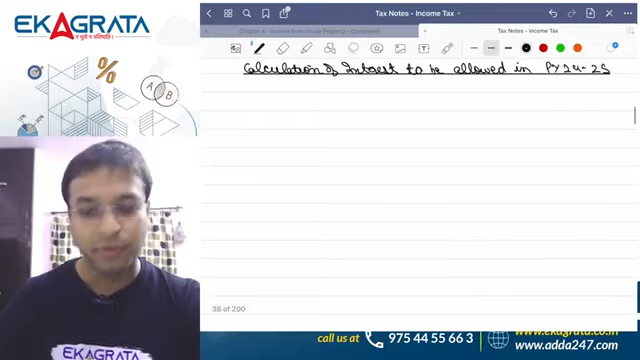 EKAGRATA
Tax Notes - Income Tax
Chapter 4 - Income from House Property - Completed
Tax Notes - Income Tax
Calculation of Interest to be allowed in PY 24-25
%
A
B
38 of 200
EKAGRATA
call us at
975 44 55 66 3
www.ekagrata.co.in
www.adda247.com